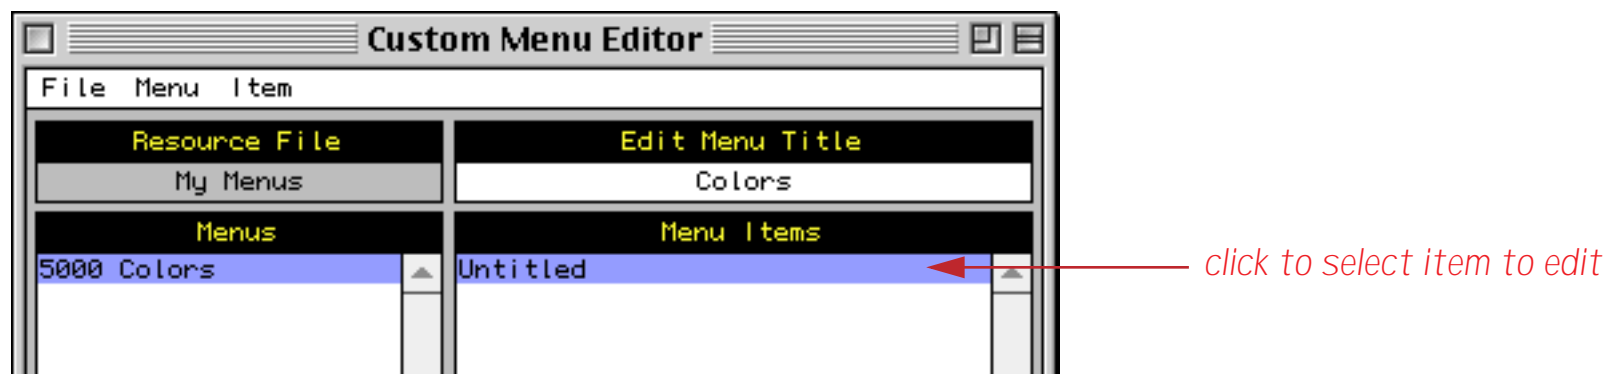 Custom Menu Editor
File Menu Item
Resource File
My Menus
Edit Menu Title
Colors
Menus
5000 Colors
Menu Items
Untitled
click to select item to edit